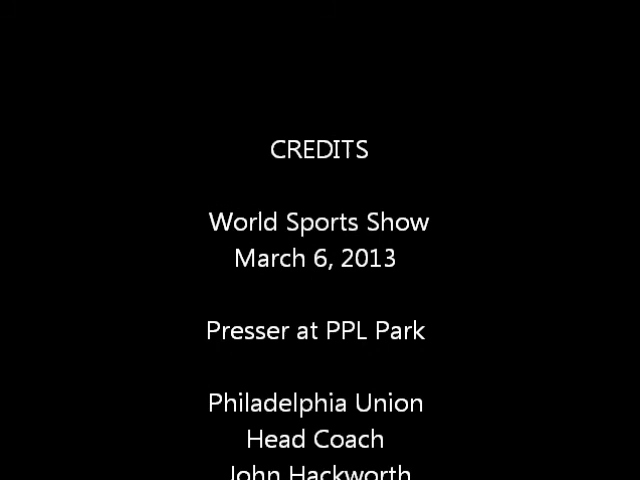 CREDITS
World Sports Show
March 6, 2013
Presser at PPL Park
Philadelphia Union
Head Coach
John Hackworth